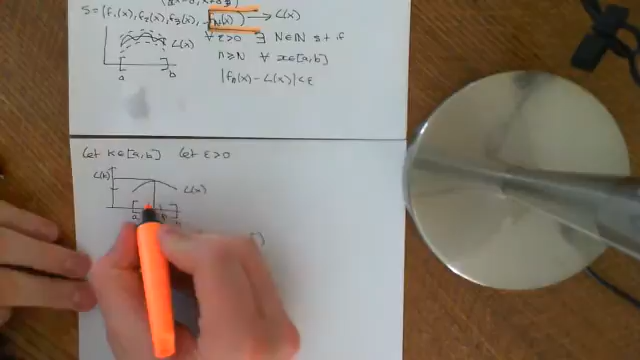 S = (f₁(x), f₂(x), f₃(x), fₙ(x)) → L(x)
∀ ε>0 ∃ N∈ℕ s.t if
n≥N ∀ x∈[a,b]
|fₙ(x) - L(x)| < ε
L(x)
a b
Let k∈[a,b] Let ε>0
L(k)
L(x)
a